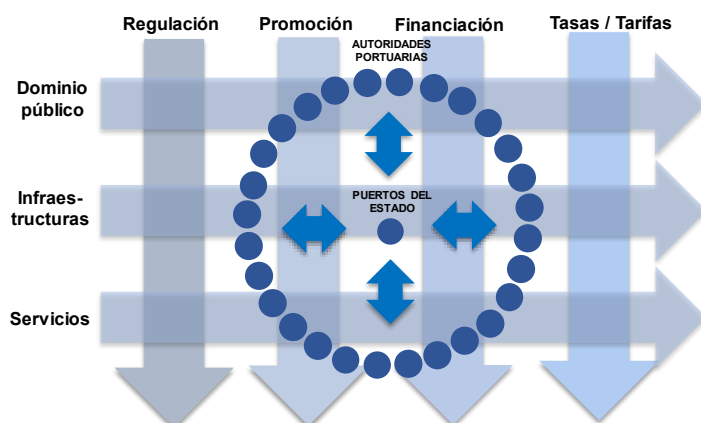 Regulación
Promoción
Financiación
Tasas / Tarifas
AUTORIDADES
PORTUARIAS
Dominio
público
Infraes-
tructuras
PUERTOS DEL
ESTADO
Servicios